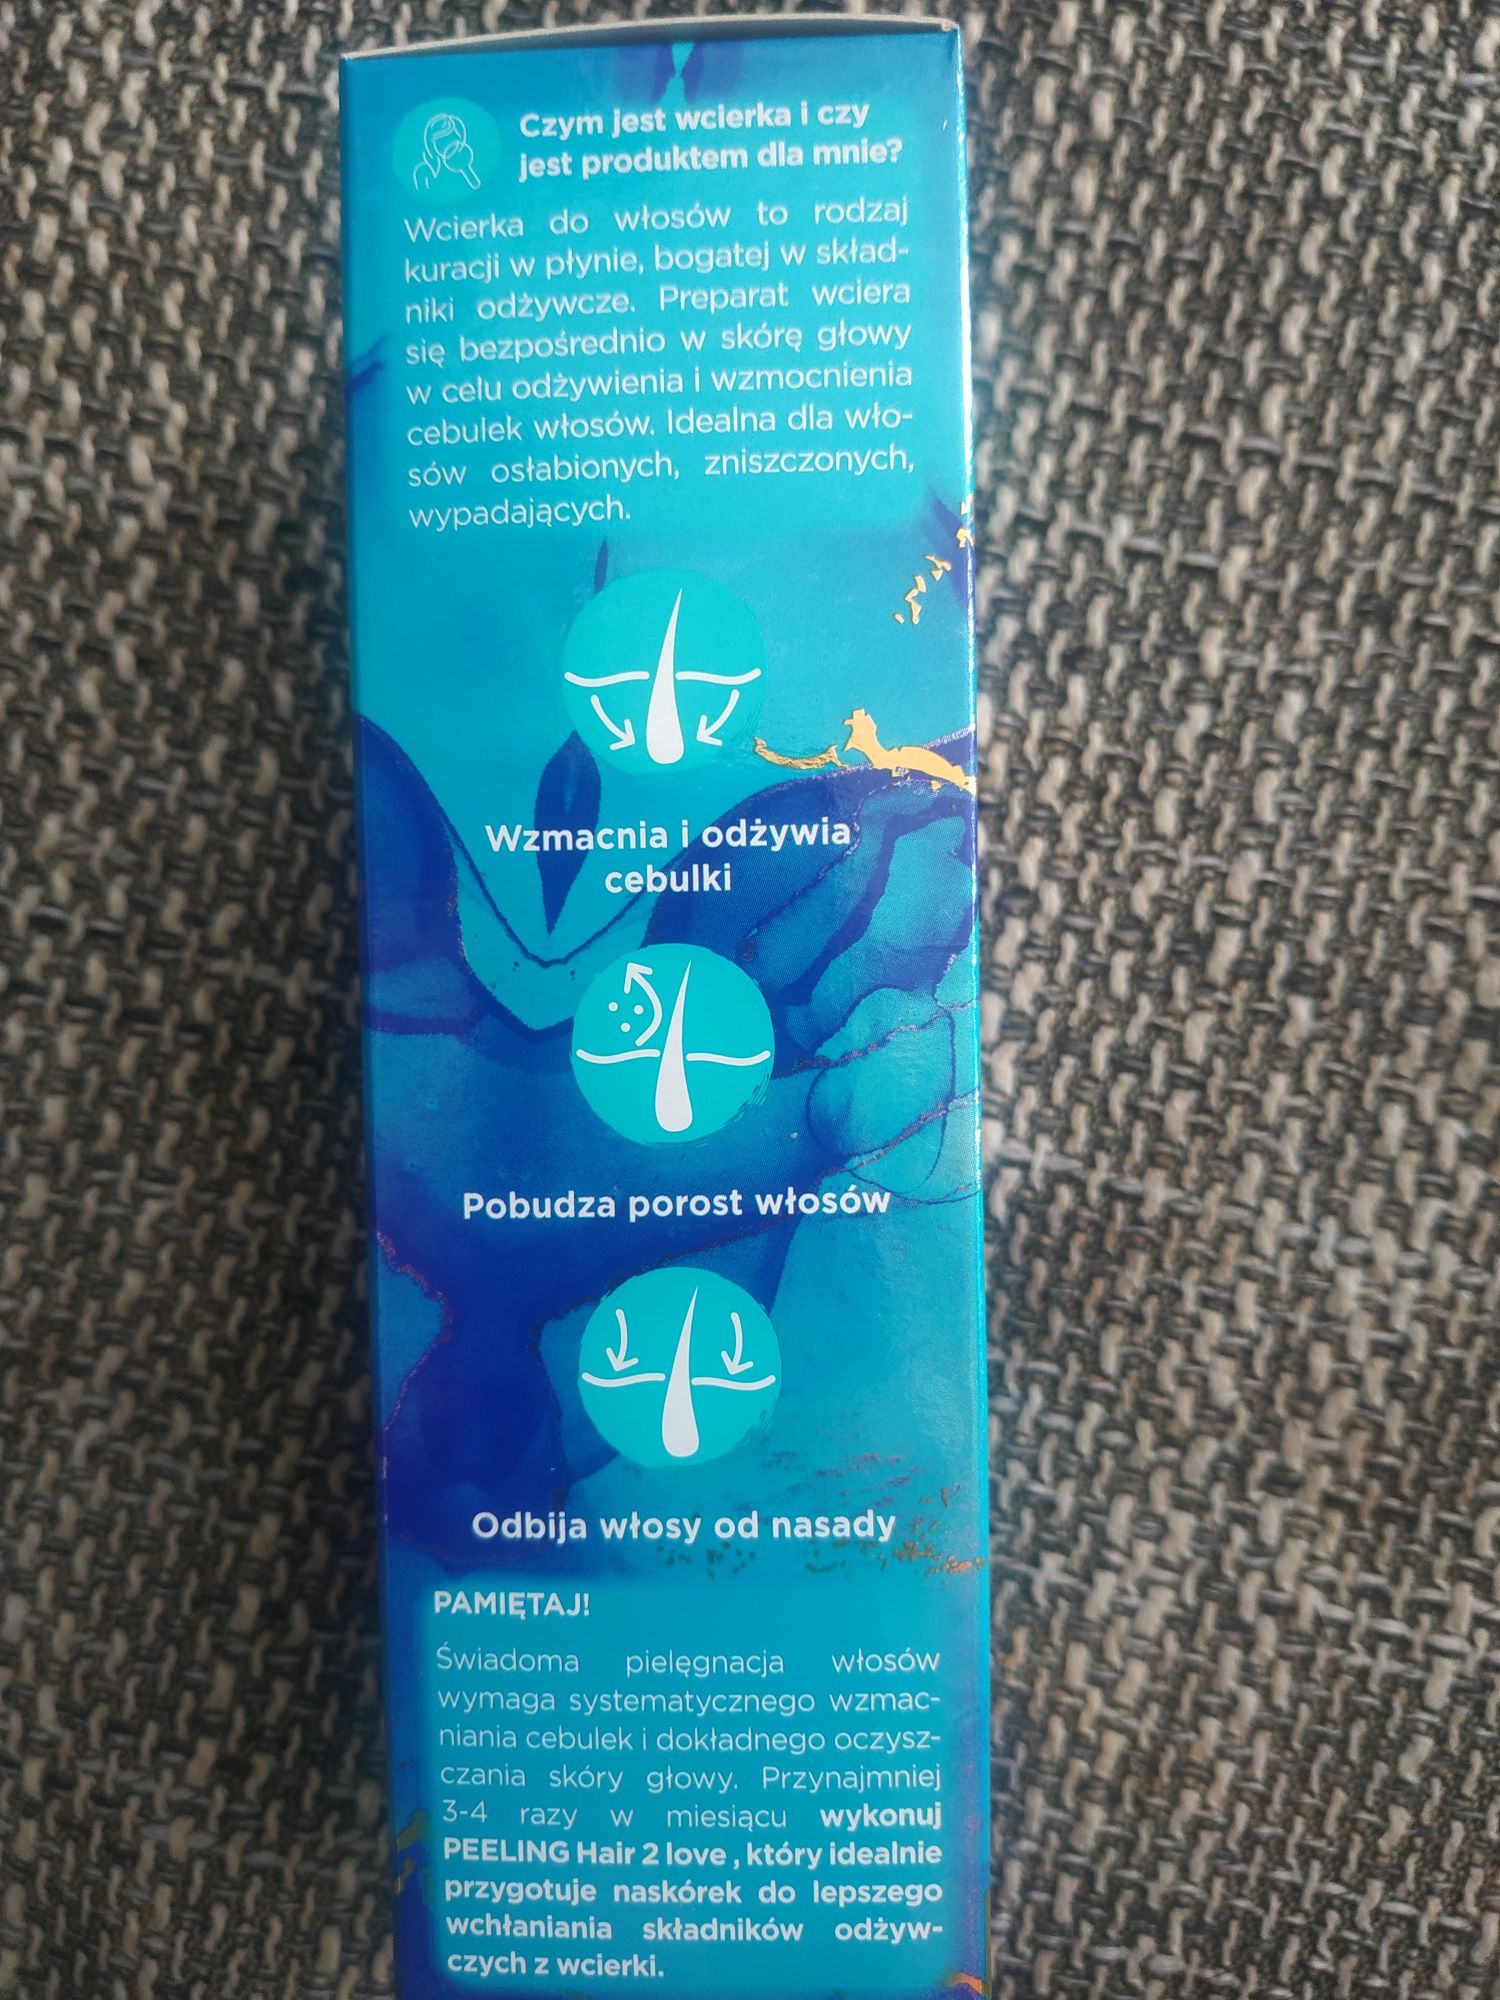 Czym jest wcierka i czy
jest produktem dla mnie?
Wcierka do włosów to rodzaj
kuracji w płynie, bogatej w skład-
niki odżywcze. Preparat wciera
się bezpośrednio w skórę głowy
w celu odżywienia i wzmocnienia
cebulek włosów. Idealna dla wło-
sów osłabionych, zniszczonych,
wypadających.
Wzmacnia i odżywia
cebulki
Pobudza porost włosów
Odbija włosy od nasady
PAMIĘTAJ!
Świadoma pielęgnacja włosów
wymaga systematycznego wzmac-
niania cebulek i dokładnego oczysz-
czania skóry głowy. Przynajmniej
3-4 razy w miesiącu wykonuj
PEELING Hair 2 love , który idealnie
przygotuje naskórek do lepszego
wchłaniania składników odżyw-
czych z wcierki.